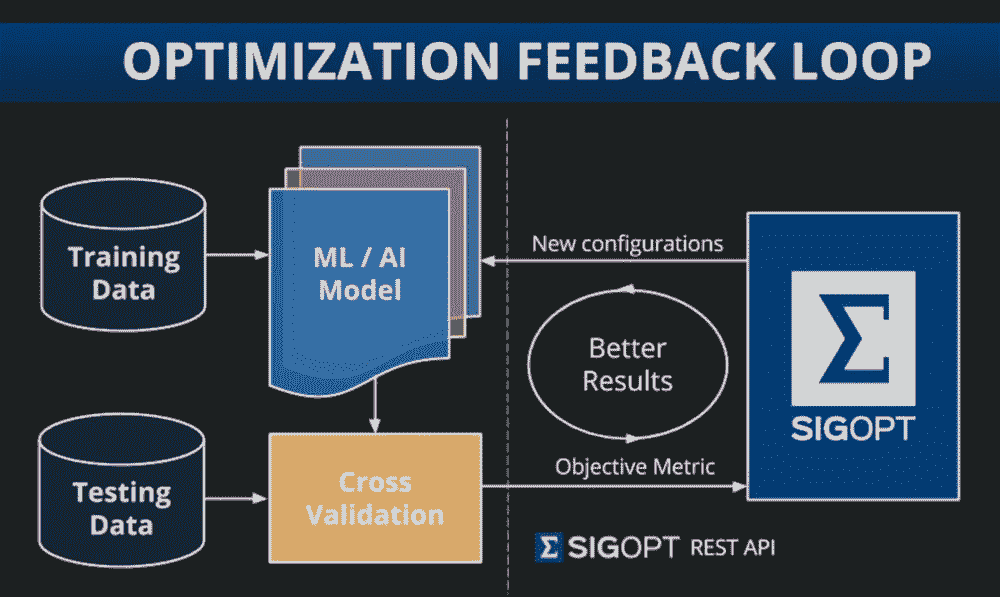 OPTIMIZATION FEEDBACK LOOP
Training
Data
ML / AI
Model
New configurations
Better
Results
SIGOPT
Testing
Data
Cross
Validation
Objective Metric
SIGOPT REST API